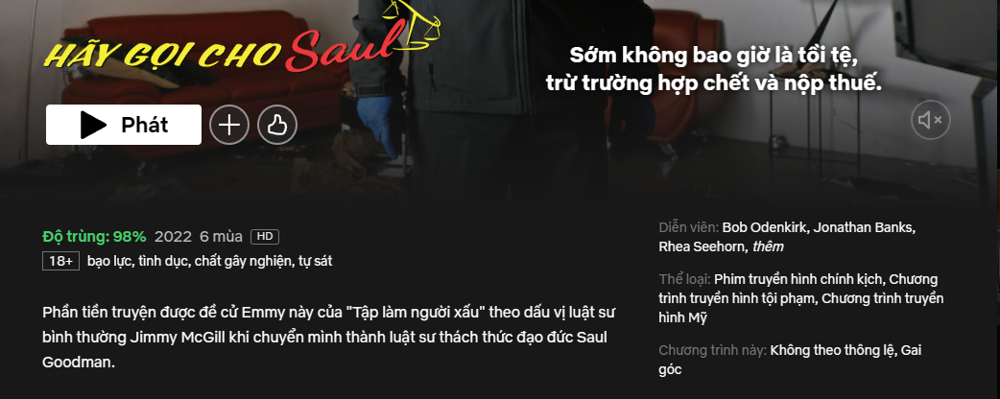 HÃY GỌI CHO Saul
Sớm không bao giờ là tồi tệ,
trừ trường hợp chết và nộp thuế.
Phát
Độ trùng: 98% 2022 6 mùa HD
18+ bạo lực, tình dục, chất gây nghiện, tự sát
Phần tiền truyện được đề cử Emmy này của "Tập làm người xấu" theo dấu vị luật sư
bình thường Jimmy McGill khi chuyển mình thành luật sư thách thức đạo đức Saul
Goodman.
Diễn viên: Bob Odenkirk, Jonathan Banks,
Rhea Seehorn, thêm
Thể loại: Phim truyền hình chính kịch, Chương
trình truyền hình tội phạm, Chương trình truyền
hình Mỹ
Chương trình này: Không theo thông lệ, Gai
góc